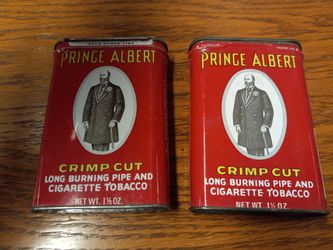 PRINCE ALBERT
CRIMP CUT
LONG BURNING PIPE AND
CIGARETTE TOBACCO
NET WT. 1½ OZ.
PRINCE ALBERT
CRIMP CUT
LONG BURNING PIPE AND
CIGARETTE TOBACCO
NET WT. 1½ OZ.